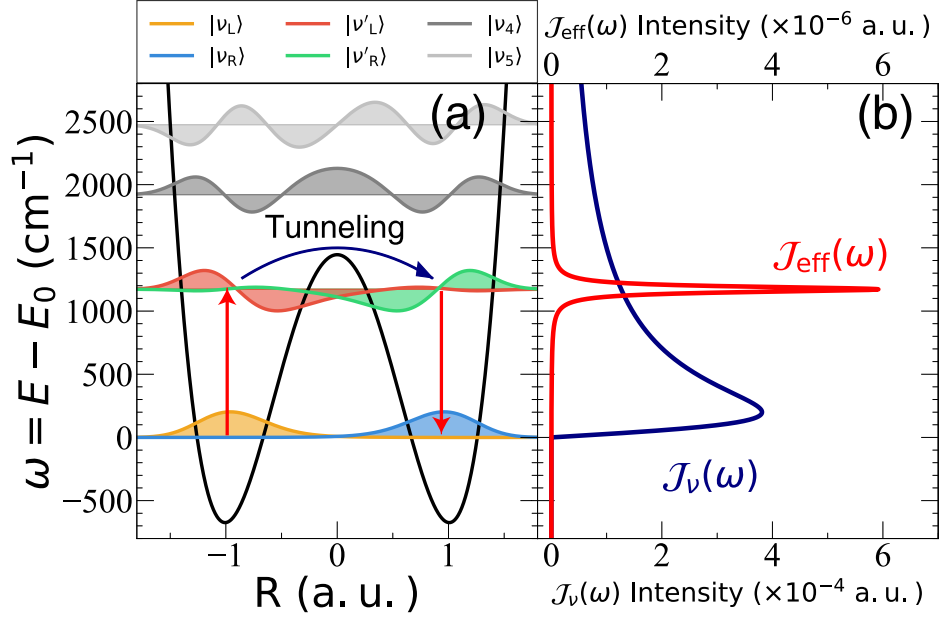 |ν_L⟩ |ν'_L⟩ |ν_4⟩
|ν_R⟩ |ν'_R⟩ |ν_5⟩
𝒥_eff(ω) Intensity (×10⁻⁶ a. u.)
0 2 4 6
(a)
(b)
2500
2000
1500
1000
500
0
−500
ω = E − E_0 (cm⁻¹)
Tunneling
𝒥_eff(ω)
𝒥_ν(ω)
−1 0 1
R (a. u.)
0 2 4 6
𝒥_ν(ω) Intensity (×10⁻⁴ a. u.)